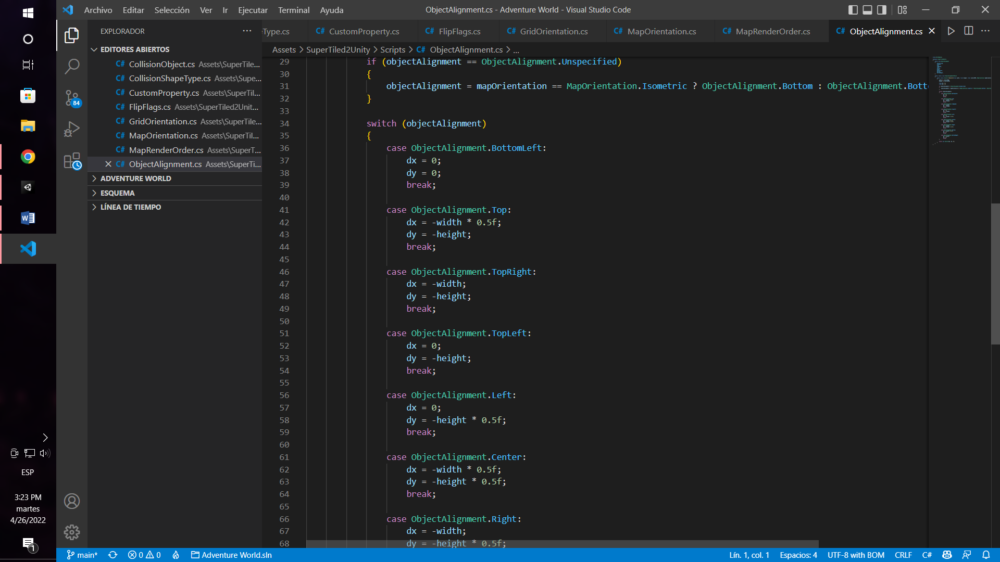 Archivo Editar Selección Ver Ir Ejecutar Terminal Ayuda
ObjectAlignment.cs - Adventure World - Visual Studio Code
EXPLORADOR
EDITORES ABIERTOS
C# CollisionObject.cs Assets\SuperTile...
C# CollisionShapeType.cs Assets\Supe...
C# CustomProperty.cs Assets\SuperTil...
C# FlipFlags.cs Assets\SuperTiled2Unit...
C# GridOrientation.cs Assets\SuperTile...
C# MapOrientation.cs Assets\SuperTil...
C# MapRenderOrder.cs Assets\SuperT...
C# ObjectAlignment.cs Assets\SuperTi...
ADVENTURE WORLD
ESQUEMA
LÍNEA DE TIEMPO
84
Type.cs C# CustomProperty.cs C# FlipFlags.cs C# GridOrientation.cs C# MapOrientation.cs C# MapRenderOrder.cs C# ObjectAlignment.cs
Assets > SuperTiled2Unity > Scripts > C# ObjectAlignment.cs > ...
29 if (objectAlignment == ObjectAlignment.Unspecified)
30 {
31 objectAlignment = mapOrientation == MapOrientation.Isometric ? ObjectAlignment.Bottom : ObjectAlignment.Bott
32 }
33
34 switch (objectAlignment)
35 {
36 case ObjectAlignment.BottomLeft:
37 dx = 0;
38 dy = 0;
39 break;
40
41 case ObjectAlignment.Top:
42 dx = -width * 0.5f;
43 dy = -height;
44 break;
45
46 case ObjectAlignment.TopRight:
47 dx = -width;
48 dy = -height;
49 break;
50
51 case ObjectAlignment.TopLeft:
52 dx = 0;
53 dy = -height;
54 break;
55
56 case ObjectAlignment.Left:
57 dx = 0;
58 dy = -height * 0.5f;
59 break;
60
61 case ObjectAlignment.Center:
62 dx = -width * 0.5f;
63 dy = -height * 0.5f;
64 break;
65
66 case ObjectAlignment.Right:
67 dx = -width;
68 dy = -height * 0.5f;
ESP
3:23 PM
martes
4/26/2022
1
main* 0 0 Adventure World.sln
Lín. 1, col. 1 Espacios: 4 UTF-8 with BOM CRLF C#